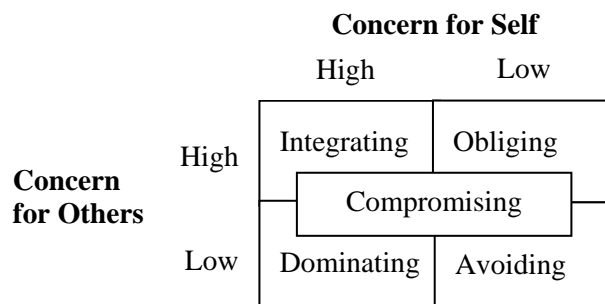 Concern for Self
High Low
Integrating Obliging
High
Concern
for Others
Compromising
Low
Dominating Avoiding